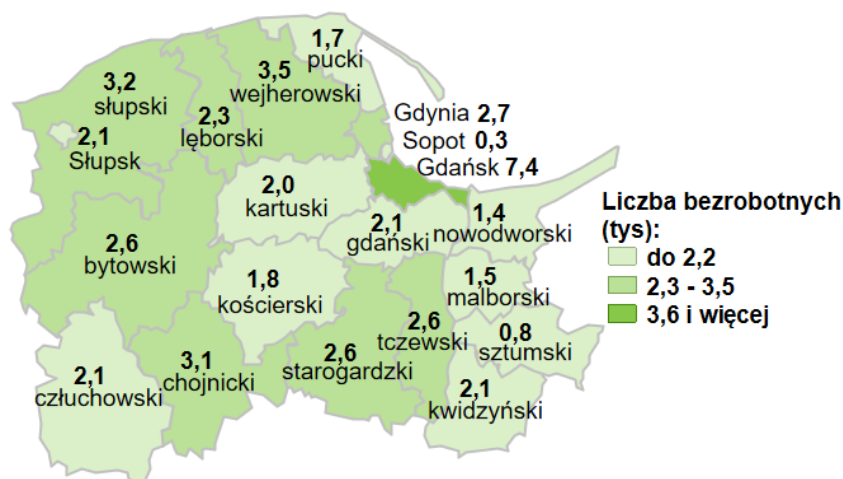 1,7
pucki
3,2
słupski
3,5
wejherowski
2,3
lęborski
2,1
Słupsk
Gdynia 2,7
Sopot 0,3
Gdańsk 7,4
2,0
kartuski
2,1
gdański
1,4
nowodworski
2,6
bytowski
1,8
kościerski
1,5
malborski
2,6
tczewski
0,8
sztumski
2,1
człuchowski
3,1
chojnicki
2,6
starogardzki
2,1
kwidzyński
Liczba bezrobotnych
(tys):
do 2,2
2,3 - 3,5
3,6 i więcej